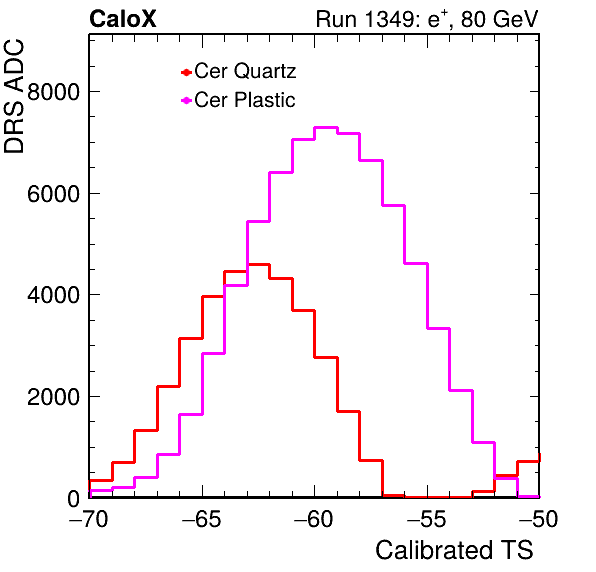 CaloX Run 1349: e⁺, 80 GeV
DRS ADC
Cer Quartz
Cer Plastic
8000
6000
4000
2000
0
−70 −65 −60 −55 −50
Calibrated TS